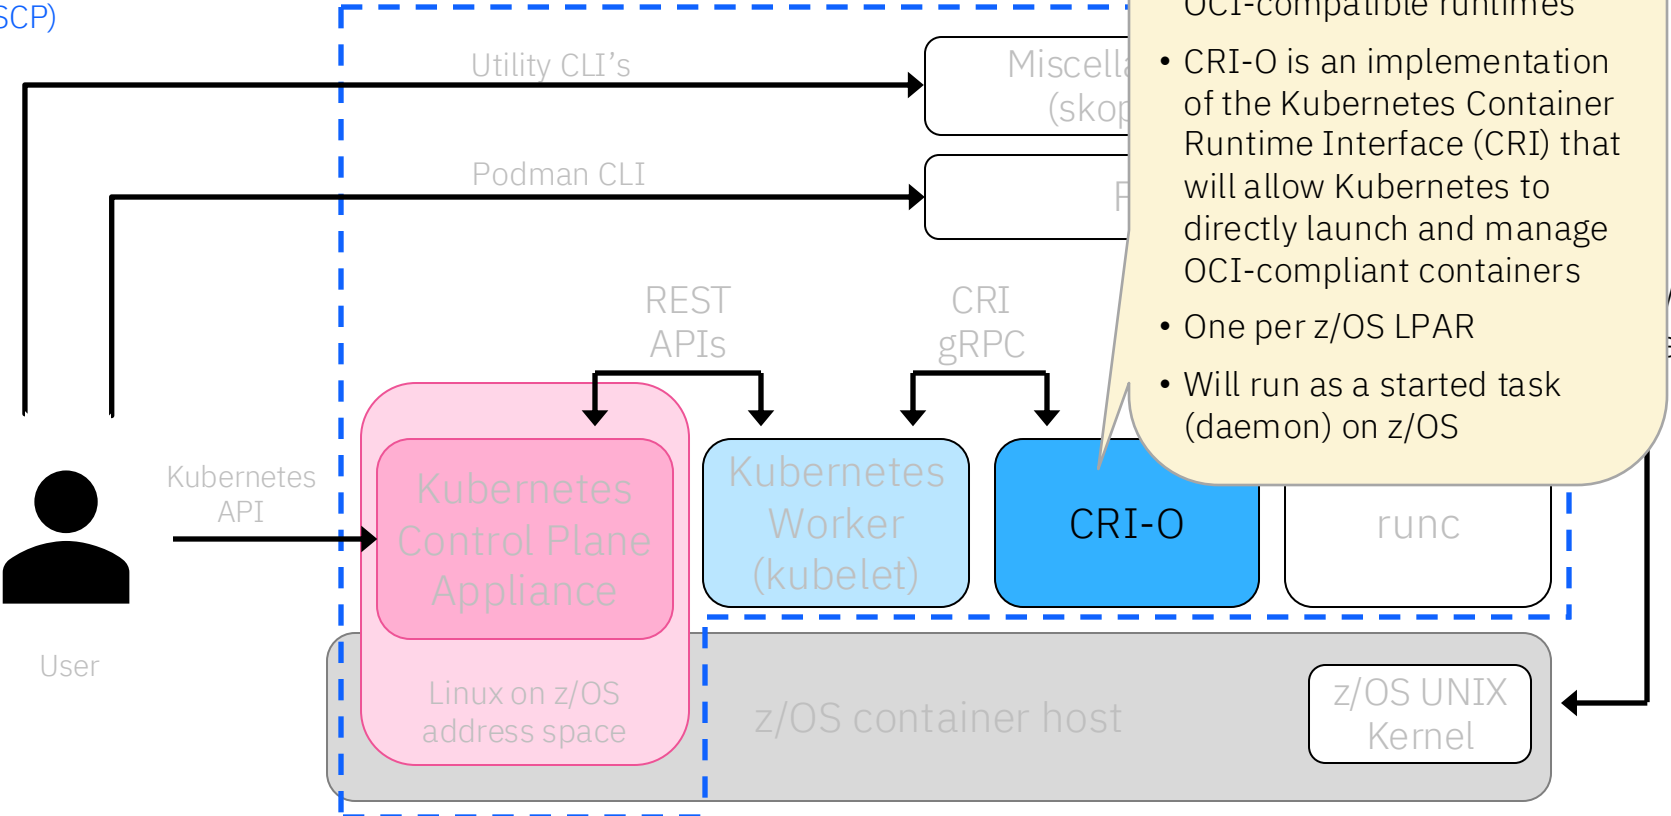 SCP)
OCI-compatible runtimes
Utility CLI’s
Miscella
(skop
• CRI-O is an implementation
of the Kubernetes Container
Runtime Interface (CRI) that
will allow Kubernetes to
directly launch and manage
OCI-compliant containers
• One per z/OS LPAR
• Will run as a started task
(daemon) on z/OS
Podman CLI
REST
APIs
CRI
gRPC
Kubernetes
API
User
Kubernetes
Control Plane
Appliance
Linux on z/OS
address space
Kubernetes
Worker
(kubelet)
CRI-O
runc
z/OS container host
z/OS UNIX
Kernel